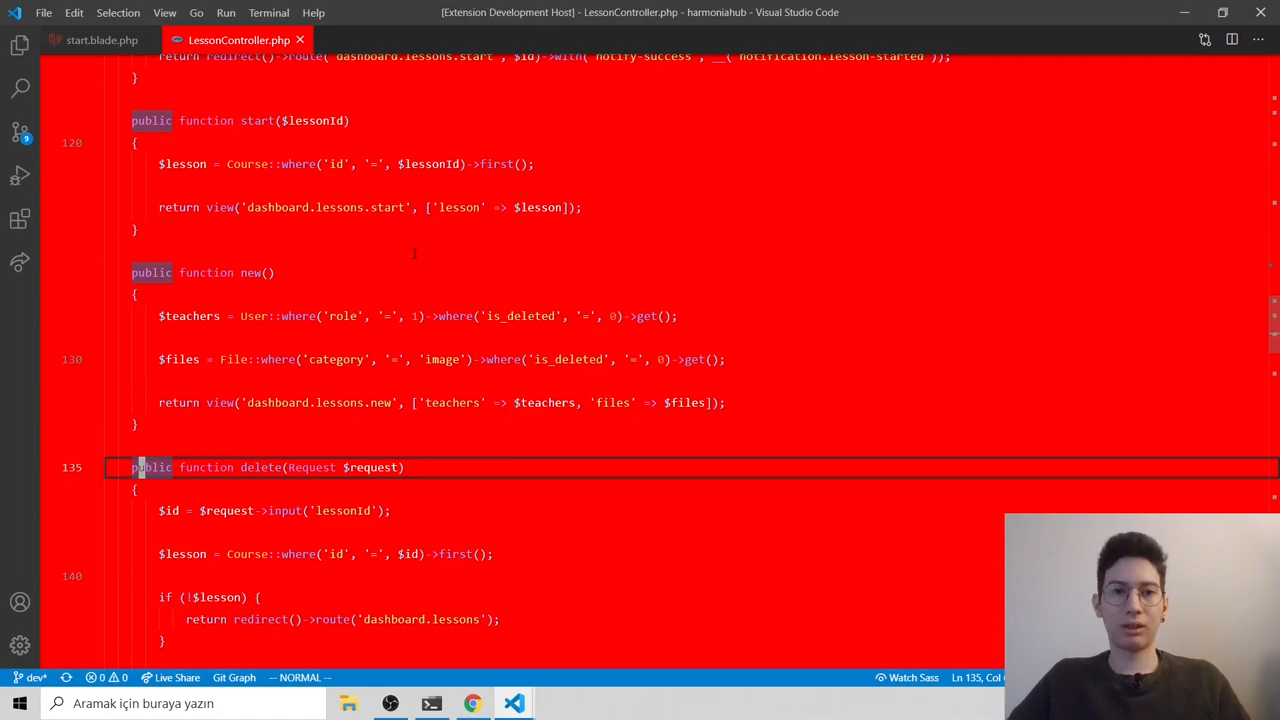 File Edit Selection View Go Run Terminal Help
[Extension Development Host] - LessonController.php - harmoniahub - Visual Studio Code
start.blade.php LessonController.php
return redirect()->route('dashboard.lessons.start', $id)->with('notify-success', __('notification.lesson-started'));
}
public function start($lessonId)
120 {
$lesson = Course::where('id', '=', $lessonId)->first();
return view('dashboard.lessons.start', ['lesson' => $lesson]);
}
public function new()
{
$teachers = User::where('role', '=', 1)->where('is_deleted', '=', 0)->get();
130 $files = File::where('category', '=', 'image')->where('is_deleted', '=', 0)->get();
return view('dashboard.lessons.new', ['teachers' => $teachers, 'files' => $files]);
}
135 public function delete(Request $request)
{
$id = $request->input('lessonId');
$lesson = Course::where('id', '=', $id)->first();
140
if (!$lesson) {
return redirect()->route('dashboard.lessons');
}
9
dev* 0 0 Live Share Git Graph -- NORMAL -- Watch Sass Ln 135, Col
Aramak için buraya yazın